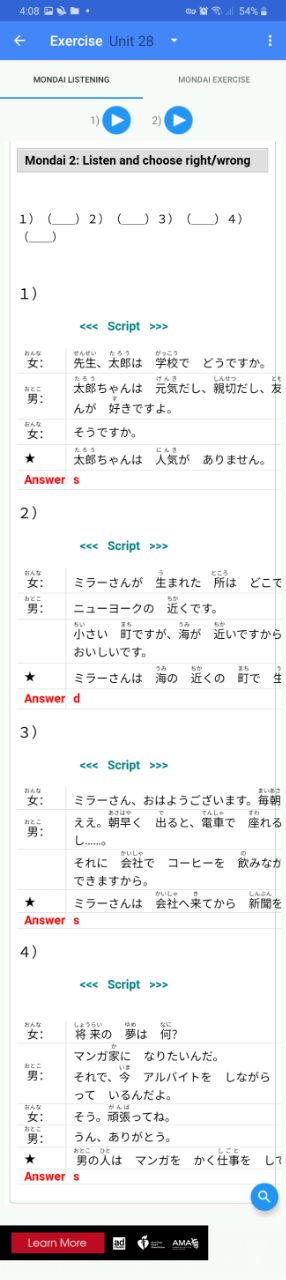 4:08 54%
Exercise Unit 28
MONDAI LISTENING MONDAI EXERCISE
1) 2)
Mondai 2: Listen and choose right/wrong
1) (___) 2) (___) 3) (___) 4)
(___)
1)
<<< Script >>>
女: 先生、太郎は 学校で どうですか。
男: 太郎ちゃんは 元気だし、親切だし、友
んが 好きですよ。
女: そうですか。
★ 太郎ちゃんは 人気が ありません。
Answer s
2)
<<< Script >>>
女: ミラーさんが 生まれた 所は どこで
男: ニューヨークの 近くです。
小さい 町ですが、海が 近いですから
おいしいです。
★ ミラーさんは 海の 近くの 町で 生
Answer d
3)
<<< Script >>>
女: ミラーさん、おはようございます。毎朝
男: ええ。朝早く 出ると、電車で 座れる
し……。
それに 会社で コーヒーを 飲みなが
できますから。
★ ミラーさんは 会社へ来てから 新聞を
Answer s
4)
<<< Script >>>
女: 将来の 夢は 何?
マンガ家に なりたいんだ。
男: それで、今 アルバイトを しながら
って いるんだよ。
女: そう。頑張ってね。
男: うん、ありがとう。
★ 男の人は マンガを かく仕事を して
Answer s
Learn More ad AMA